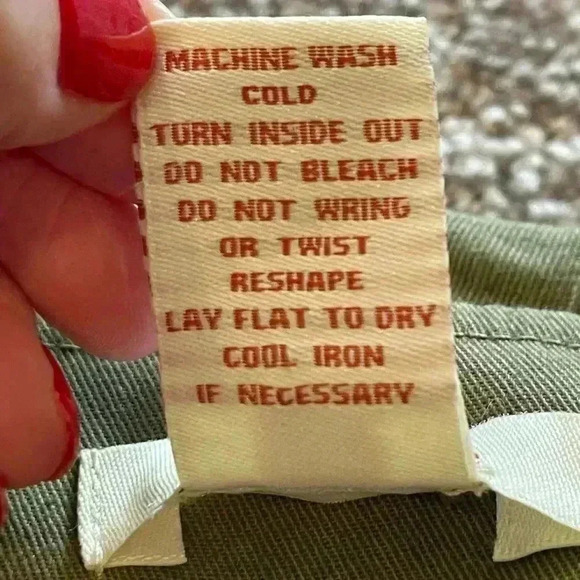 MACHINE WASH
COLD
TURN INSIDE OUT
DO NOT BLEACH
DO NOT WRING
OR TWIST
RESHAPE
LAY FLAT TO DRY
COOL IRON
IF NECESSARY